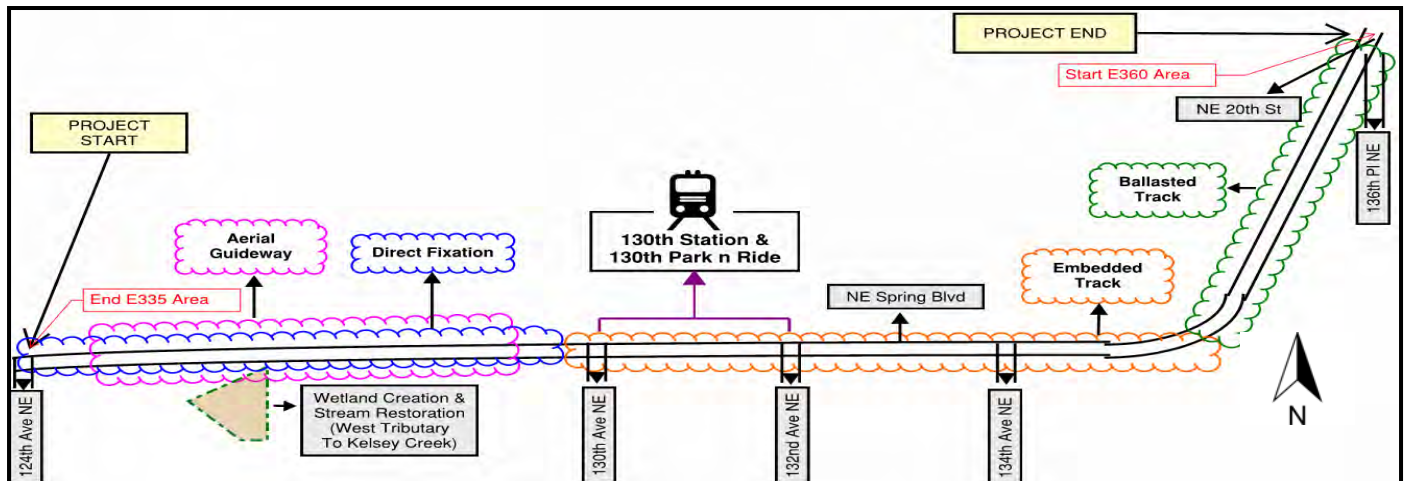 PROJECT END
Start E360 Area
NE 20th St
136th Pl NE
PROJECT
START
Ballasted
Track
Aerial
Guideway
Direct Fixation
130th Station &
130th Park n Ride
Embedded
Track
End E335 Area
NE Spring Blvd
Wetland Creation &
Stream Restoration
(West Tributary
To Kelsey Creek)
124th Ave NE
130th Ave NE
132nd Ave NE
134th Ave NE
N